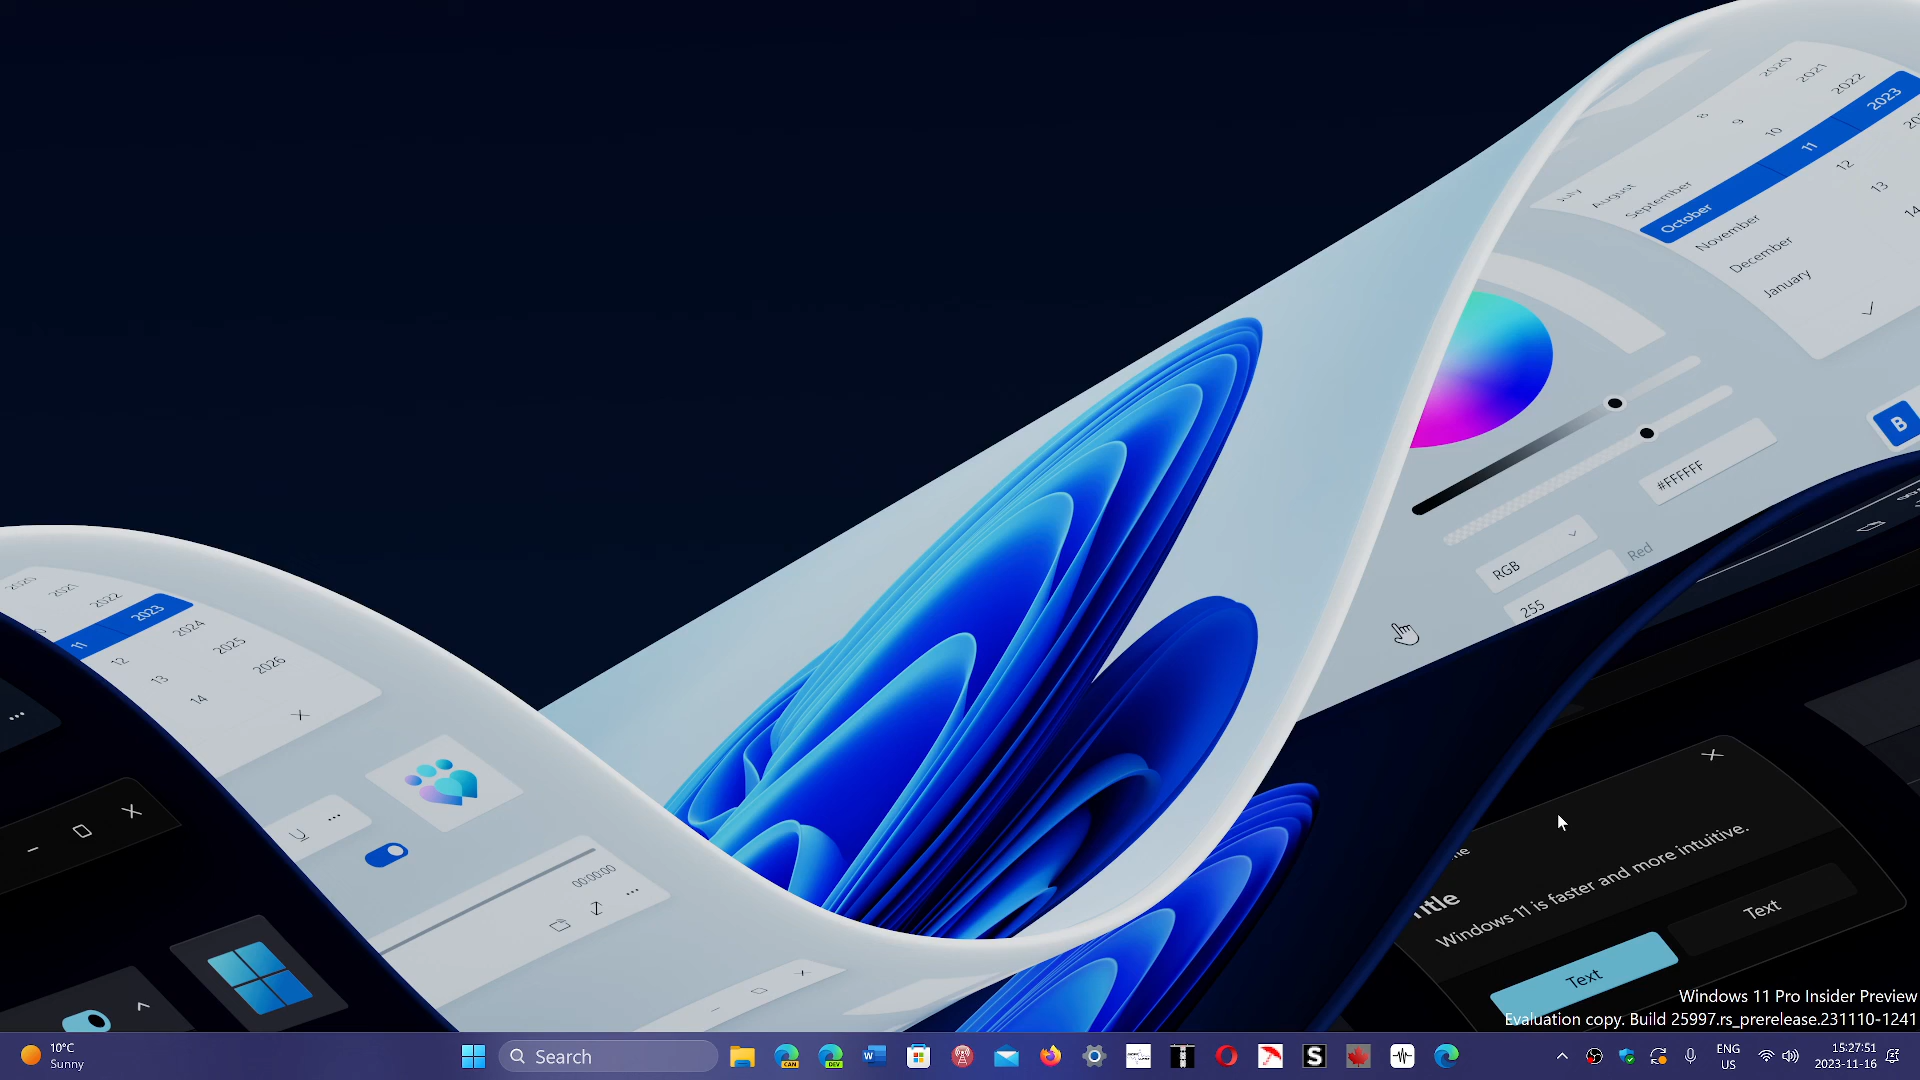 2020
2021
2022
2023
8
9
10
11
12
13
14
July
August
September
October
November
December
January
B
#FFFFFF
RGB
Red
255
2020
2021
2022
11
2023
12
2024
13
2025
14
2026
U
00:00:00
Windows 11 is faster and more intuitive.
Text
Text
Windows 11 Pro Insider Preview
Evaluation copy. Build 25997.rs_prerelease.231110-1241
10°C
Sunny
Search
CAN
DEV
W
S
ENG
US
15:27:51
2023-11-16